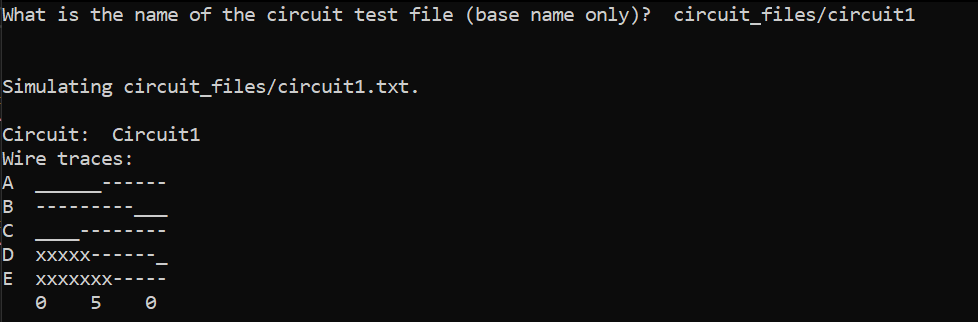 What is the name of the circuit test file (base name only)?  circuit_files/circuit1
Simulating circuit_files/circuit1.txt.
Circuit:  Circuit1
Wire traces:
A  ______------
B  ---------___
C  ____--------
D  xxxxx------_
E  xxxxxxx-----
   0    5    0